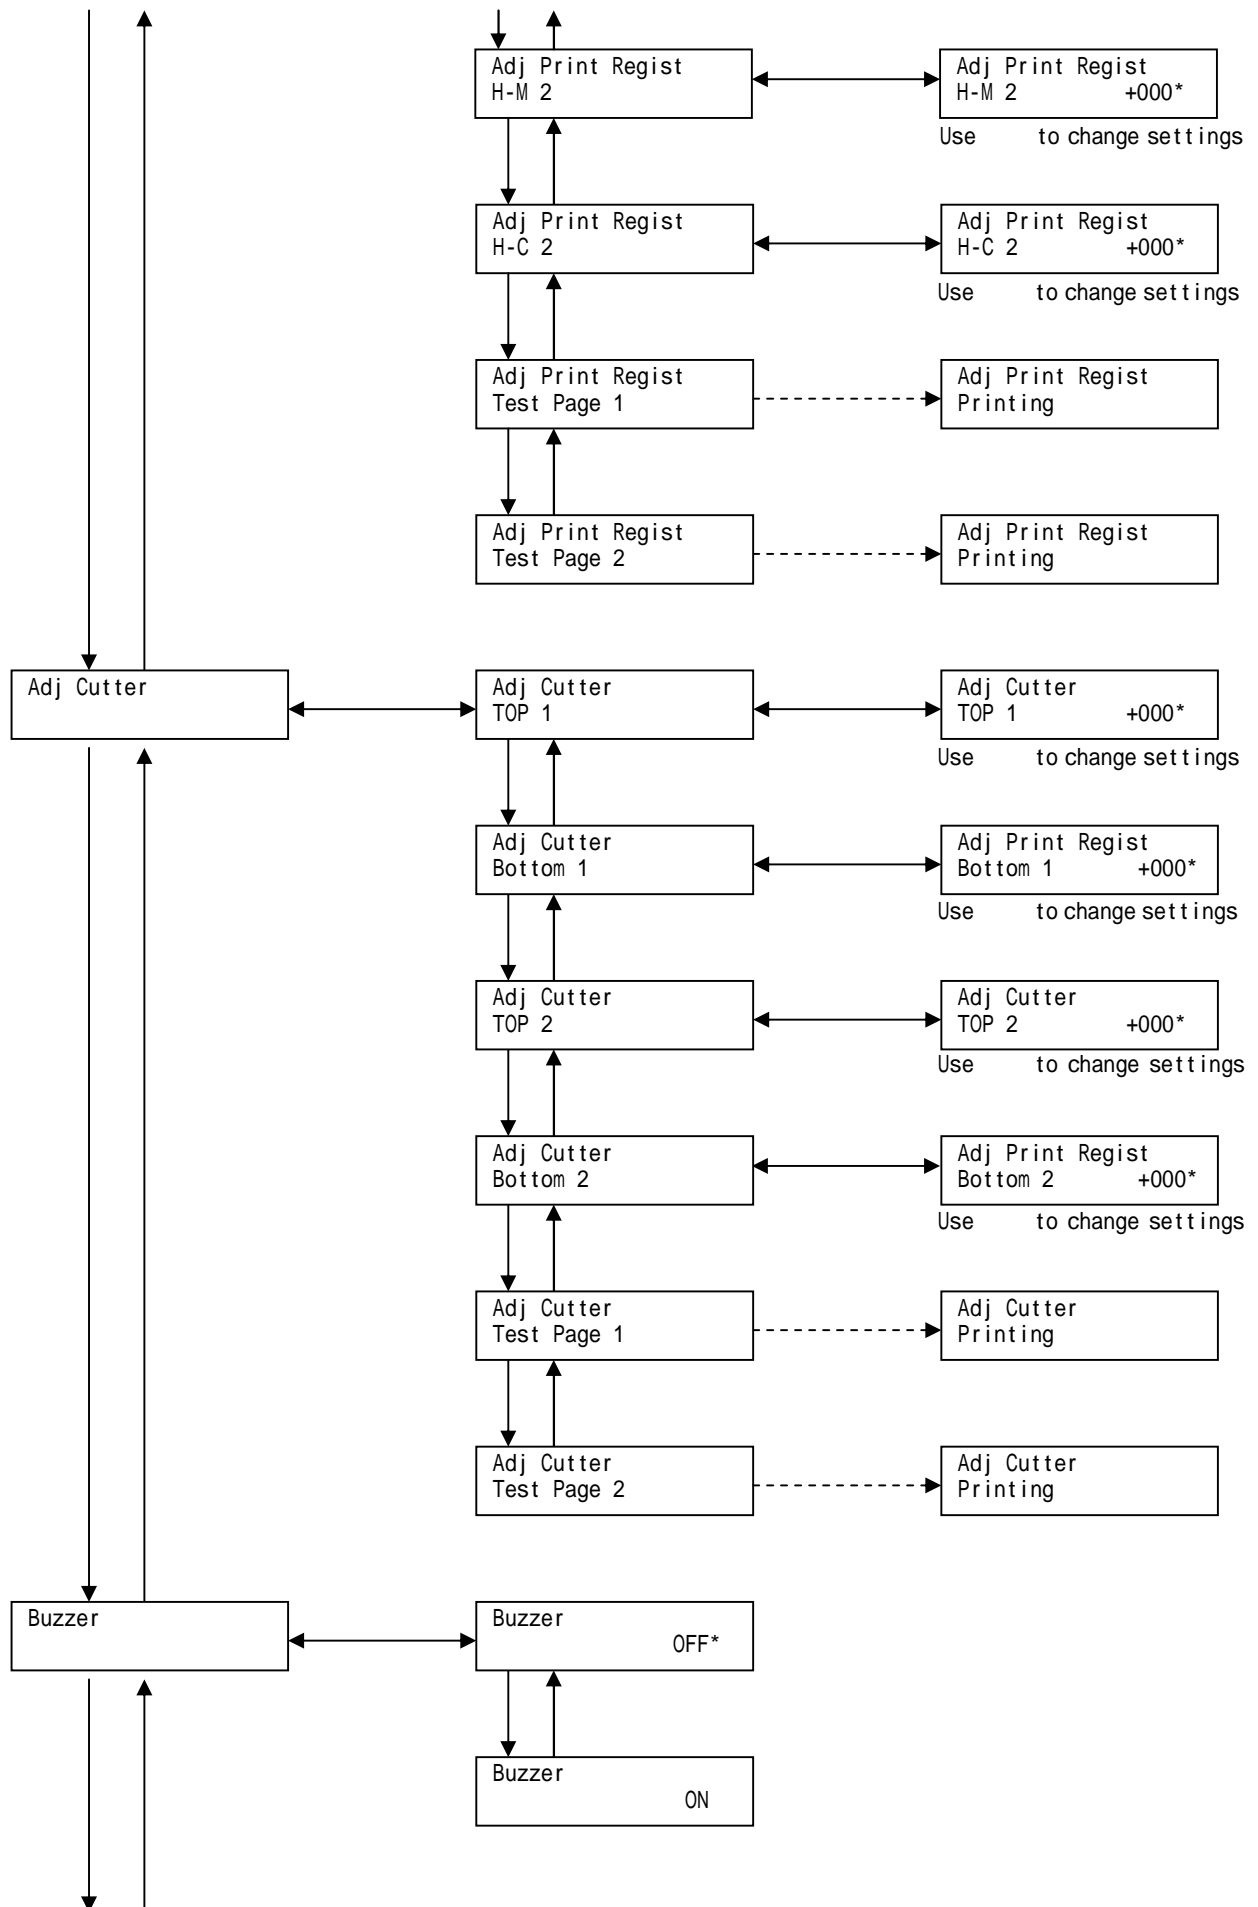 Adj Print Regist
H-M 2
Adj Print Regist
H-M 2 +000*
Use to change settings
Adj Print Regist
H-C 2
Adj Print Regist
H-C 2 +000*
Use to change settings
Adj Print Regist
Test Page 1
Adj Print Regist
Printing
Adj Print Regist
Test Page 2
Adj Print Regist
Printing
Adj Cutter
Adj Cutter
TOP 1
Adj Cutter
TOP 1 +000*
Use to change settings
Adj Cutter
Bottom 1
Adj Print Regist
Bottom 1 +000*
Use to change settings
Adj Cutter
TOP 2
Adj Cutter
TOP 2 +000*
Use to change settings
Adj Cutter
Bottom 2
Adj Print Regist
Bottom 2 +000*
Use to change settings
Adj Cutter
Test Page 1
Adj Cutter
Printing
Adj Cutter
Test Page 2
Adj Cutter
Printing
Buzzer
Buzzer
OFF*
Buzzer
ON